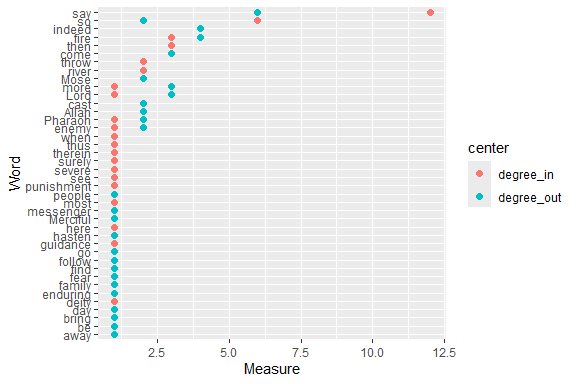 say
so
indeed
fire
then
come
throw
river
Mose
more
Lord
cast
Allah
Pharaoh
enemy
when
thus
therein
surely
severe
see
punishment
people
most
messenger
Merciful
here
hasten
guidance
go
follow
find
fear
family
enduring
deity
day
bring
be
away
Word
2.5 5.0 7.5 10.0 12.5
Measure
center
degree_in
degree_out